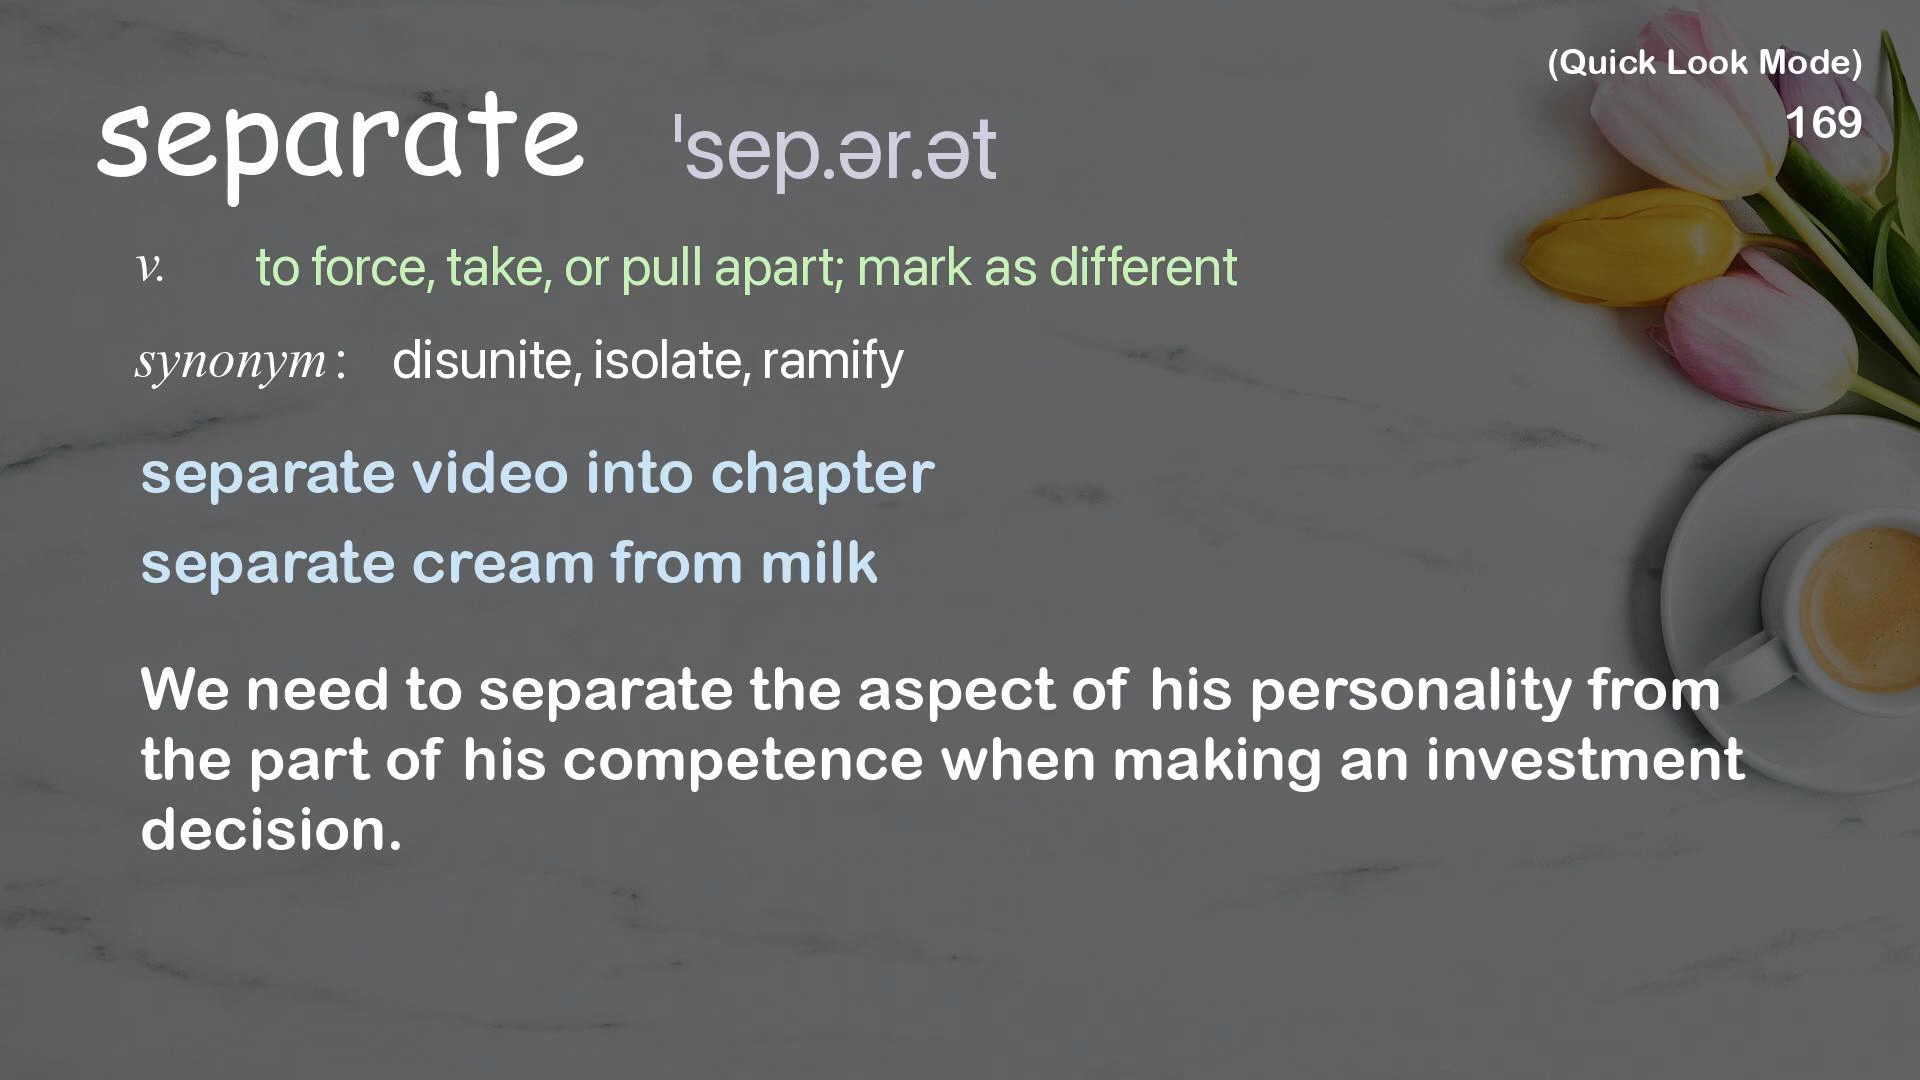 (Quick Look Mode)
169
separate ˈsep.ər.ət
v. to force, take, or pull apart; mark as different
synonym: disunite, isolate, ramify
separate video into chapter
separate cream from milk
We need to separate the aspect of his personality from
the part of his competence when making an investment
decision.